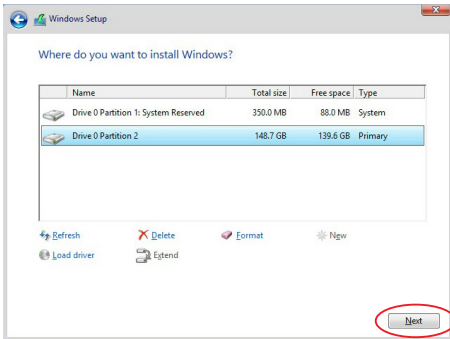 Windows Setup
Where do you want to install Windows?
Name Total size Free space Type
Drive 0 Partition 1: System Reserved 350.0 MB 88.0 MB System
Drive 0 Partition 2 148.7 GB 139.6 GB Primary
Refresh Delete Format New
Load driver Extend
Next